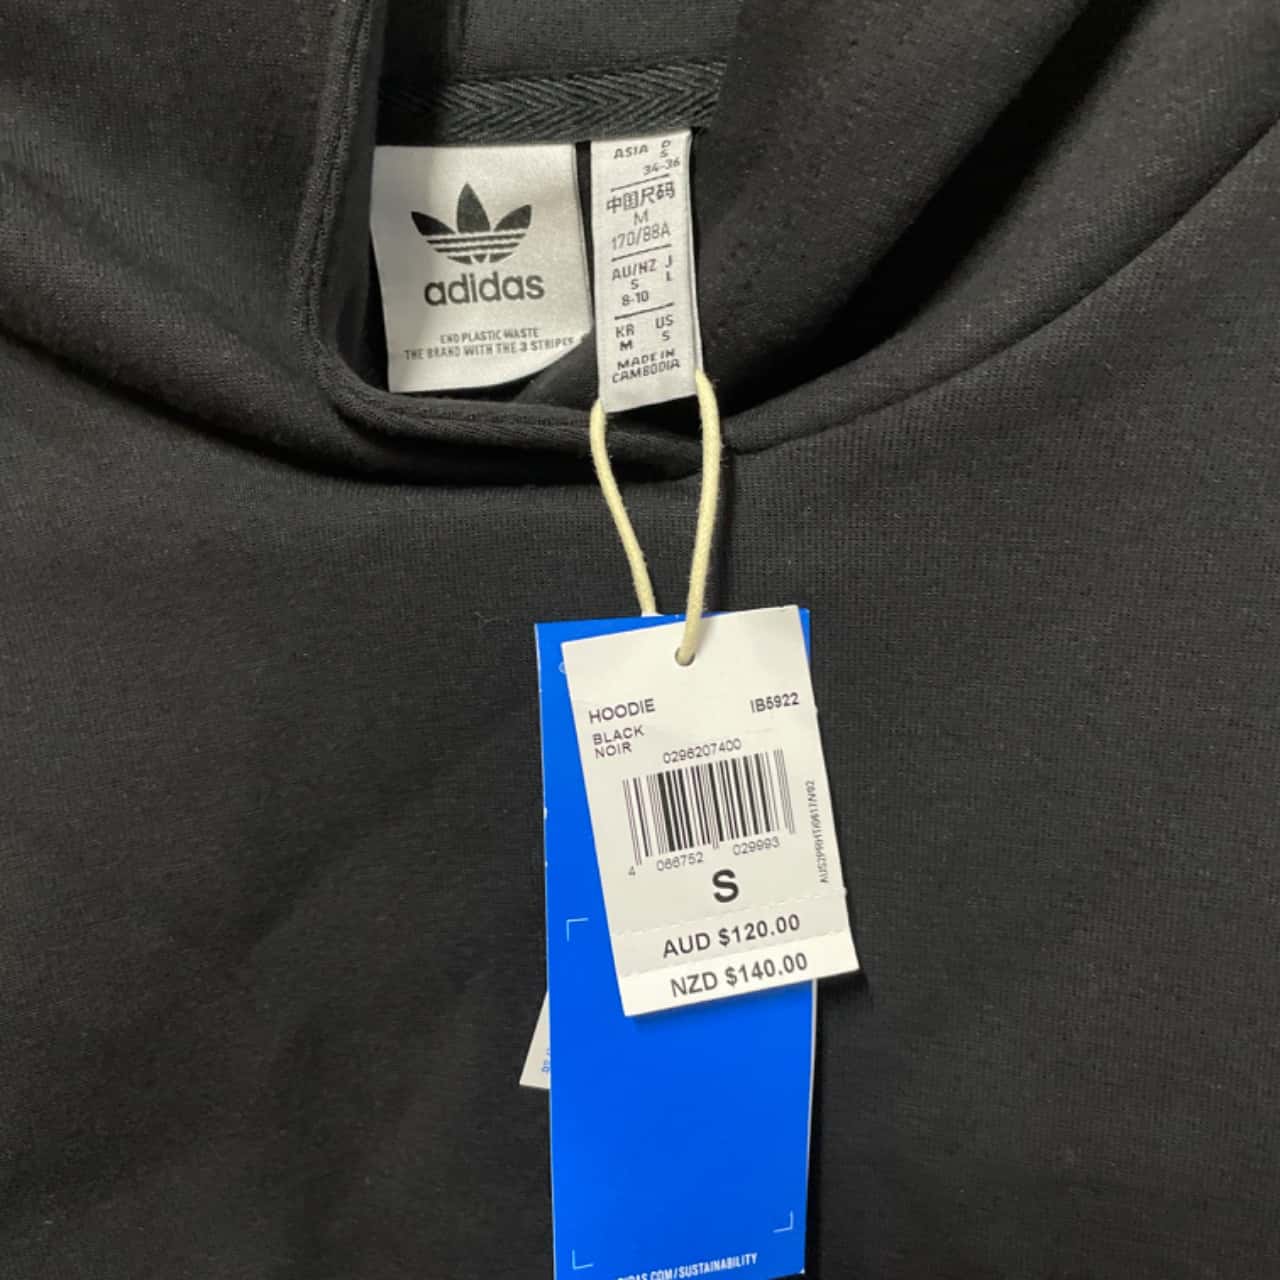 adidas
END PLASTIC WASTE
THE BRAND WITH THE 3 STRIPES
ASIA D
S
34-36
中国尺码
M
170/88A
AU/NZ J
S L
8-10
KR US
M S
MADE IN
CAMBODIA
HOODIE IB5922
BLACK
NOIR
0296207400
4 066752 029993
S
AUD $120.00
NZD $140.00
.COM/SUSTAINABILITY